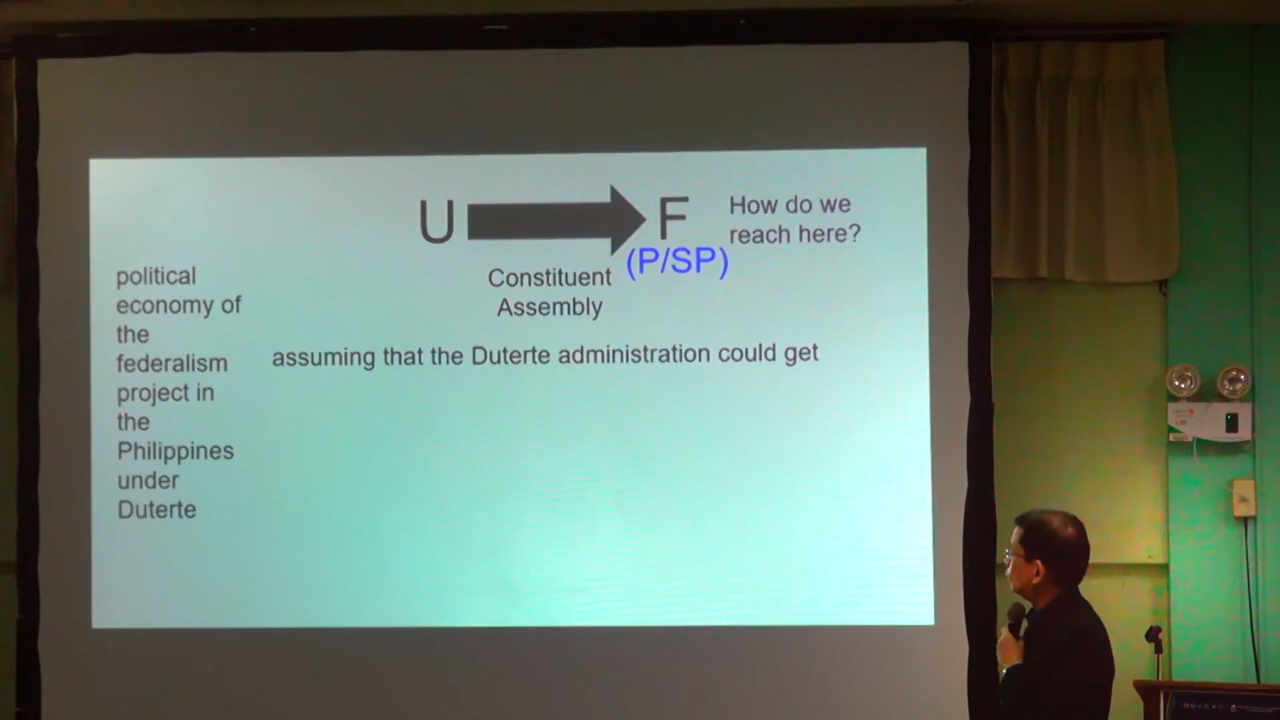 U F
(P/SP)
How do we
reach here?
Constituent
Assembly
political
economy of
the
federalism
project in
the
Philippines
under
Duterte
assuming that the Duterte administration could get